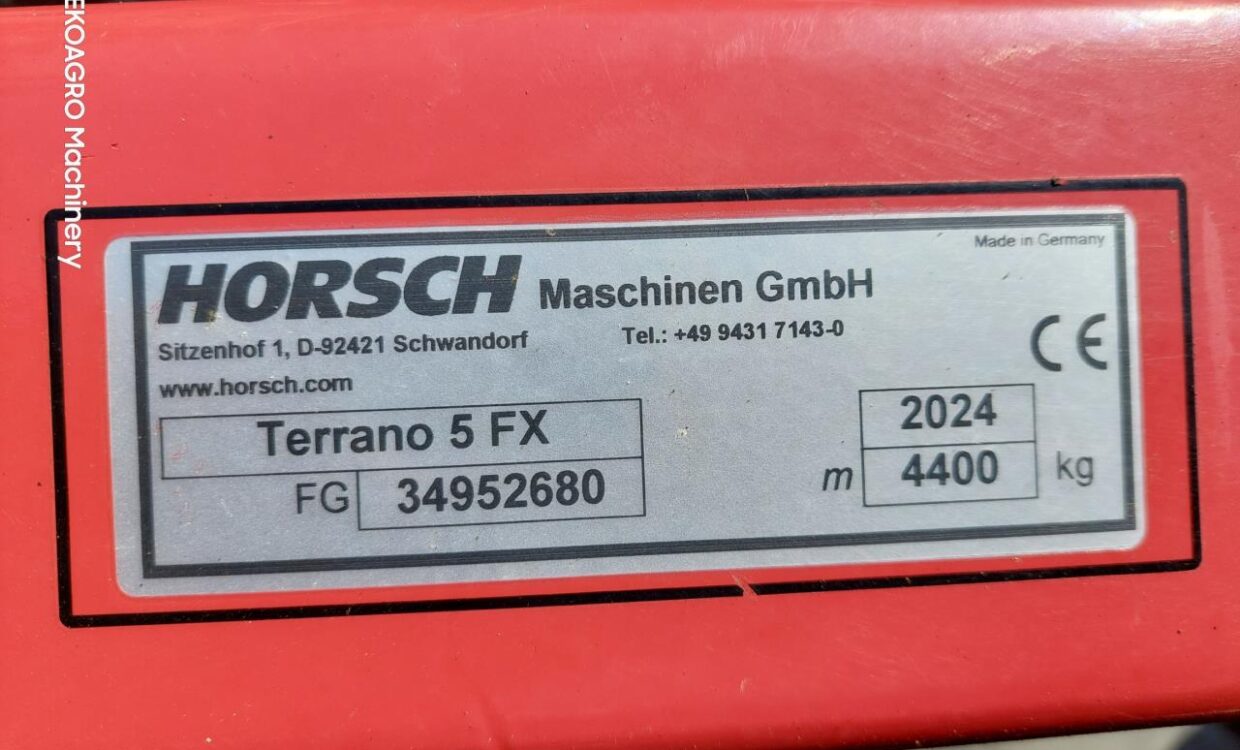 EKOAGRO Machinery
Made in Germany
HORSCH Maschinen GmbH
Sitzenhof 1, D-92421 Schwandorf Tel.: +49 9431 7143-0
www.horsch.com
CE
Terrano 5 FX
2024
FG 34952680
m 4400 kg